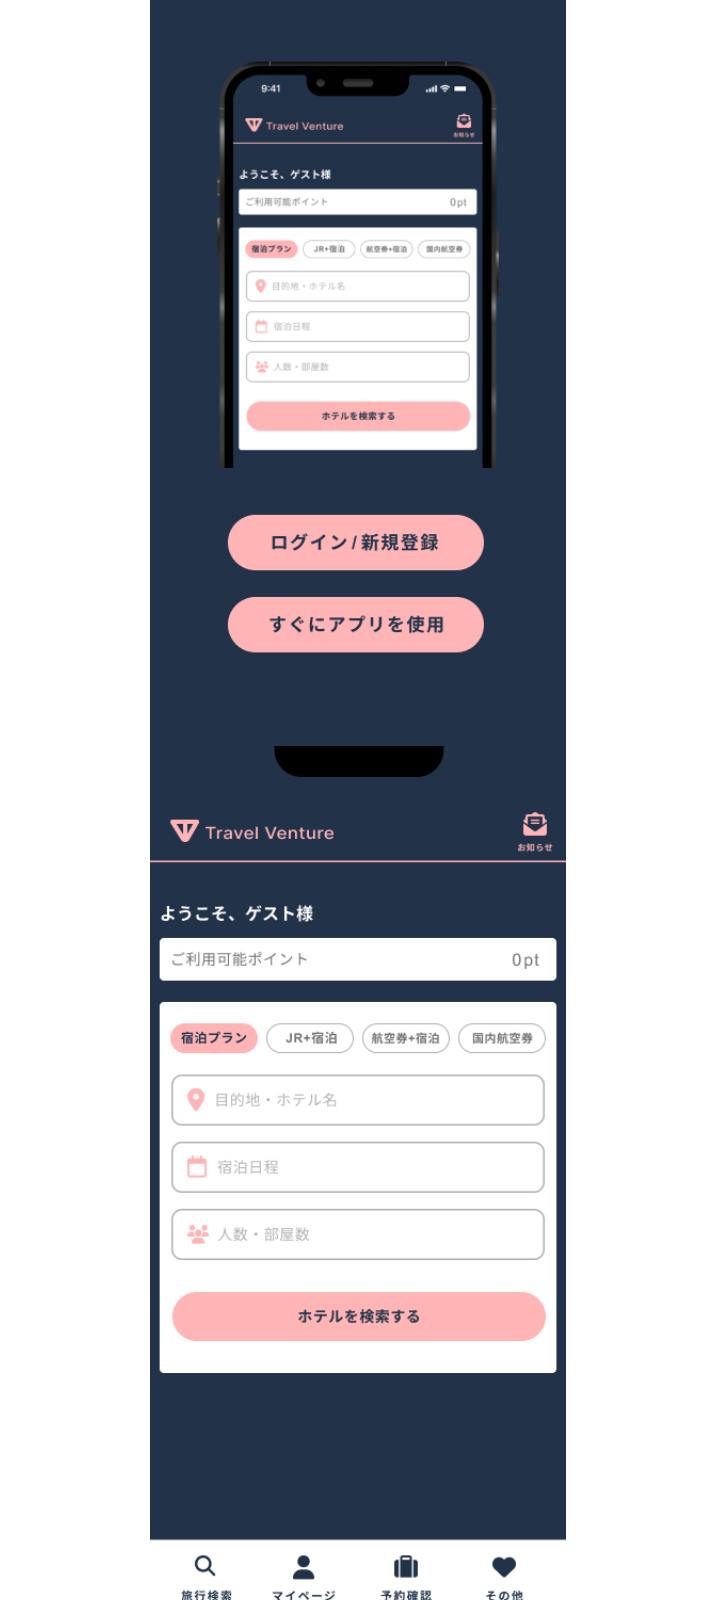 9:41
Travel Venture
お知らせ
ようこそ、ゲスト様
ご利用可能ポイント 0pt
宿泊プラン JR+宿泊 航空券+宿泊 国内航空券
目的地・ホテル名
宿泊日程
人数・部屋数
ホテルを検索する
ログイン/新規登録
すぐにアプリを使用
Travel Venture
お知らせ
ようこそ、ゲスト様
ご利用可能ポイント 0pt
宿泊プラン JR+宿泊 航空券+宿泊 国内航空券
目的地・ホテル名
宿泊日程
人数・部屋数
ホテルを検索する
旅行検索 マイページ 予約確認 その他